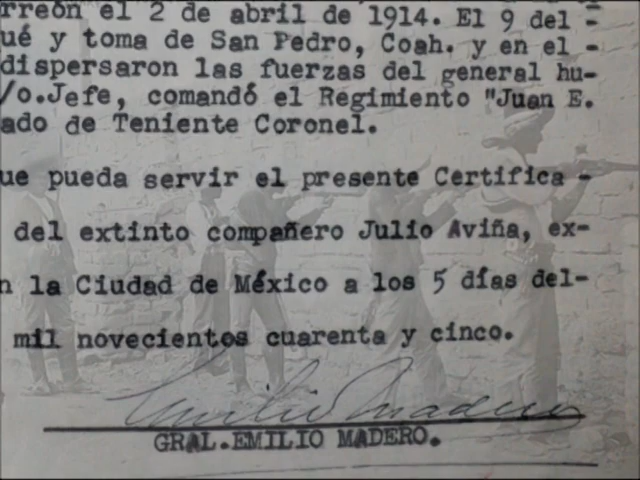 rreón el 2 de abril de 1914. El 9 del -
ué y toma de San Pedro, Coah. y en el -
dispersaron las fuerzas del general hu-
/o.Jefe, comandó el Regimiento "Juan E.
ado de Teniente Coronel.
ue pueda servir el presente Certifica -
del extinto compañero Julio Aviña, ex-
n la Ciudad de México a los 5 días del-
mil novecientos cuarenta y cinco.
Emilio Madero
GRAL.EMILIO MADERO.